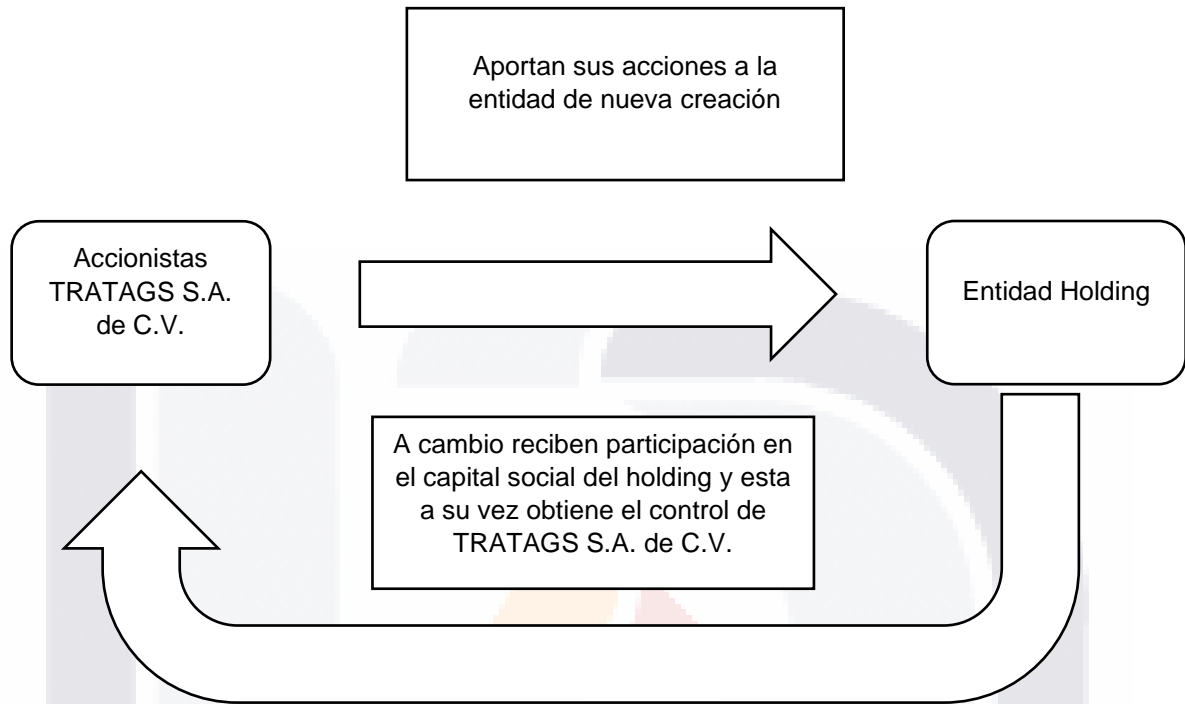 Aportan sus acciones a la
entidad de nueva creación
Accionistas
TRATAGS S.A.
de C.V.
Entidad Holding
A cambio reciben participación en
el capital social del holding y esta
a su vez obtiene el control de
TRATAGS S.A. de C.V.